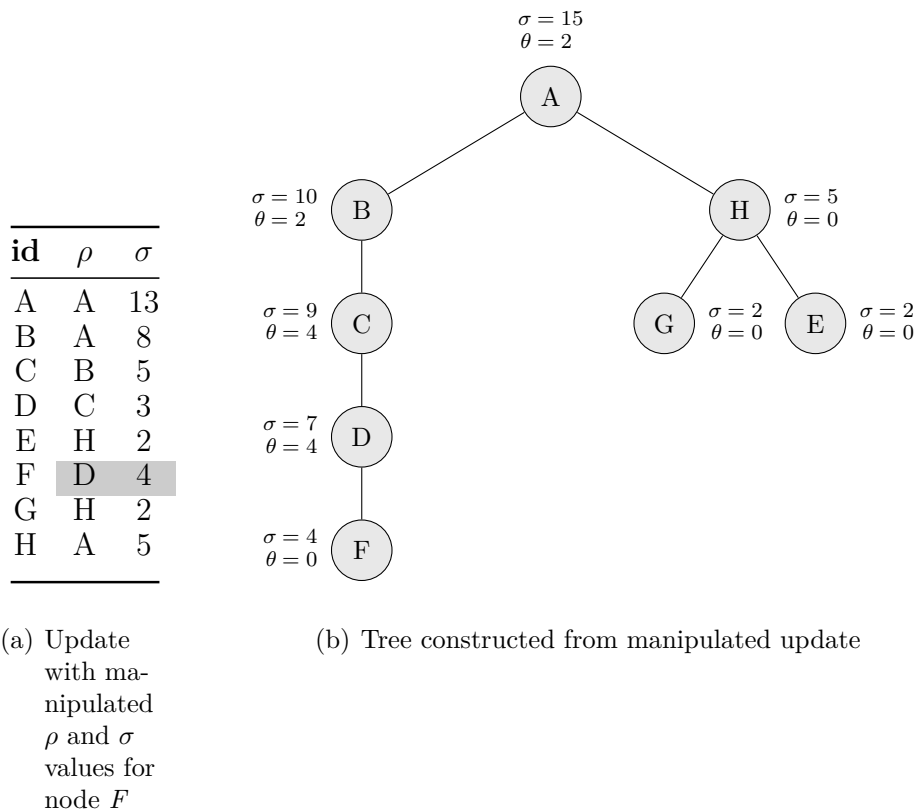 id ρ σ
A A 13
B A 8
C B 5
D C 3
E H 2
F D 4
G H 2
H A 5
(a) Update
with ma-
nipulated
ρ and σ
values for
node F
σ = 15
θ = 2
A
σ = 10
θ = 2
B
H
σ = 5
θ = 0
σ = 9
θ = 4
C
G
σ = 2
θ = 0
E
σ = 2
θ = 0
σ = 7
θ = 4
D
σ = 4
θ = 0
F
(b) Tree constructed from manipulated update